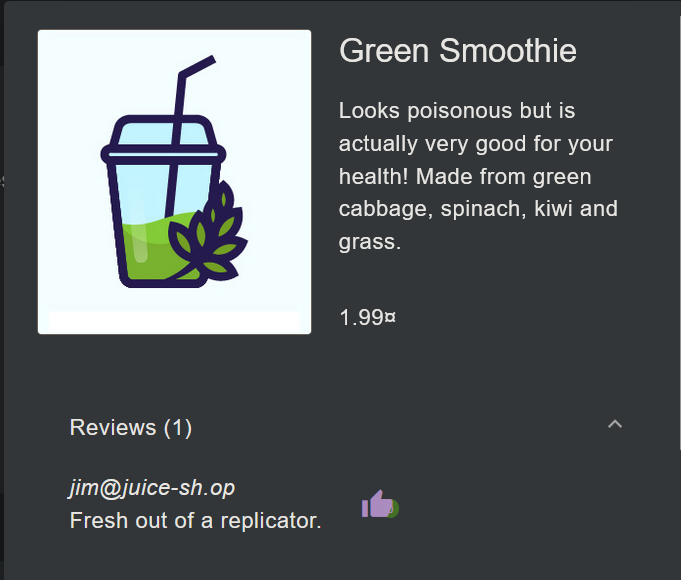 Green Smoothie
Looks poisonous but is
actually very good for your
health! Made from green
cabbage, spinach, kiwi and
grass.
1.99¤
Reviews (1)
jim@juice-sh.op
Fresh out of a replicator.